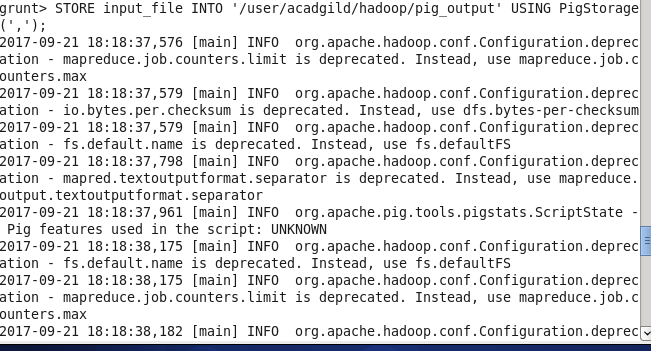 grunt> STORE input_file INTO '/user/acadgild/hadoop/pig_output' USING PigStorage
(',');
2017-09-21 18:18:37,576 [main] INFO  org.apache.hadoop.conf.Configuration.deprec
ation - mapreduce.job.counters.limit is deprecated. Instead, use mapreduce.job.c
ounters.max
2017-09-21 18:18:37,579 [main] INFO  org.apache.hadoop.conf.Configuration.deprec
ation - io.bytes.per.checksum is deprecated. Instead, use dfs.bytes-per-checksum
2017-09-21 18:18:37,579 [main] INFO  org.apache.hadoop.conf.Configuration.deprec
ation - fs.default.name is deprecated. Instead, use fs.defaultFS
2017-09-21 18:18:37,798 [main] INFO  org.apache.hadoop.conf.Configuration.deprec
ation - mapred.textoutputformat.separator is deprecated. Instead, use mapreduce.
output.textoutputformat.separator
2017-09-21 18:18:37,961 [main] INFO  org.apache.pig.tools.pigstats.ScriptState -
 Pig features used in the script: UNKNOWN
2017-09-21 18:18:38,175 [main] INFO  org.apache.hadoop.conf.Configuration.deprec
ation - fs.default.name is deprecated. Instead, use fs.defaultFS
2017-09-21 18:18:38,175 [main] INFO  org.apache.hadoop.conf.Configuration.deprec
ation - mapreduce.job.counters.limit is deprecated. Instead, use mapreduce.job.c
ounters.max
2017-09-21 18:18:38,182 [main] INFO  org.apache.hadoop.conf.Configuration.deprec